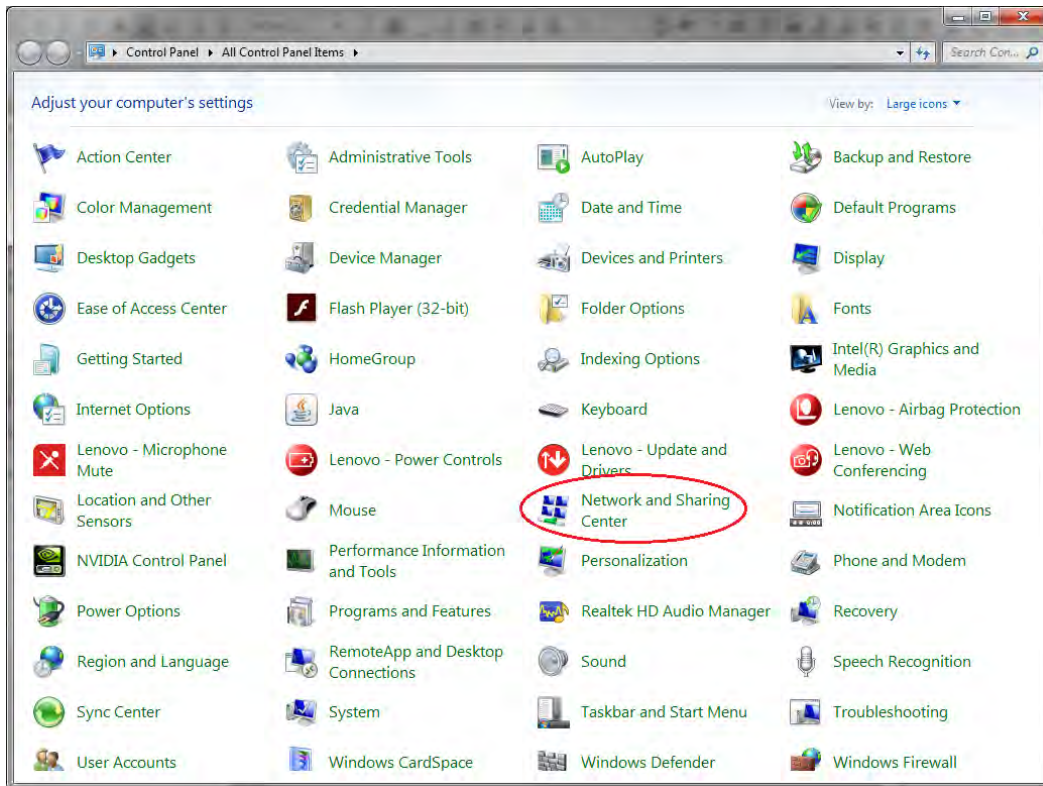 Control Panel ▸ All Control Panel Items ▸
Search Con...
Adjust your computer's settings
View by: Large icons
Action Center
Administrative Tools
AutoPlay
Backup and Restore
Color Management
Credential Manager
Date and Time
Default Programs
Desktop Gadgets
Device Manager
Devices and Printers
Display
Ease of Access Center
Flash Player (32-bit)
Folder Options
Fonts
Getting Started
HomeGroup
Indexing Options
Intel(R) Graphics and
Media
Internet Options
Java
Keyboard
Lenovo - Airbag Protection
Lenovo - Microphone
Mute
Lenovo - Power Controls
Lenovo - Update and
Drivers
Lenovo - Web
Conferencing
Location and Other
Sensors
Mouse
Network and Sharing
Center
Notification Area Icons
NVIDIA Control Panel
Performance Information
and Tools
Personalization
Phone and Modem
Power Options
Programs and Features
Realtek HD Audio Manager
Recovery
Region and Language
RemoteApp and Desktop
Connections
Sound
Speech Recognition
Sync Center
System
Taskbar and Start Menu
Troubleshooting
User Accounts
Windows CardSpace
Windows Defender
Windows Firewall